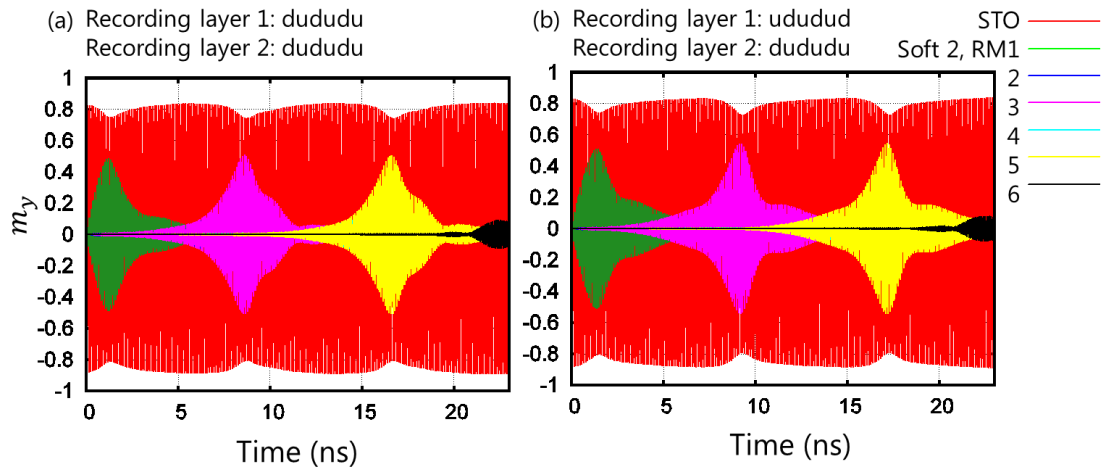 (a) Recording layer 1: dududu
Recording layer 2: dududu
(b) Recording layer 1: ududud
Recording layer 2: dududu
STO
Soft 2, RM1
2
3
4
5
6
m_y
1
0.8
0.6
0.4
0.2
0
-0.2
-0.4
-0.6
-0.8
-1
0 5 10 15 20
Time (ns)
1
0.8
0.6
0.4
0.2
0
-0.2
-0.4
-0.6
-0.8
-1
0 5 10 15 20
Time (ns)